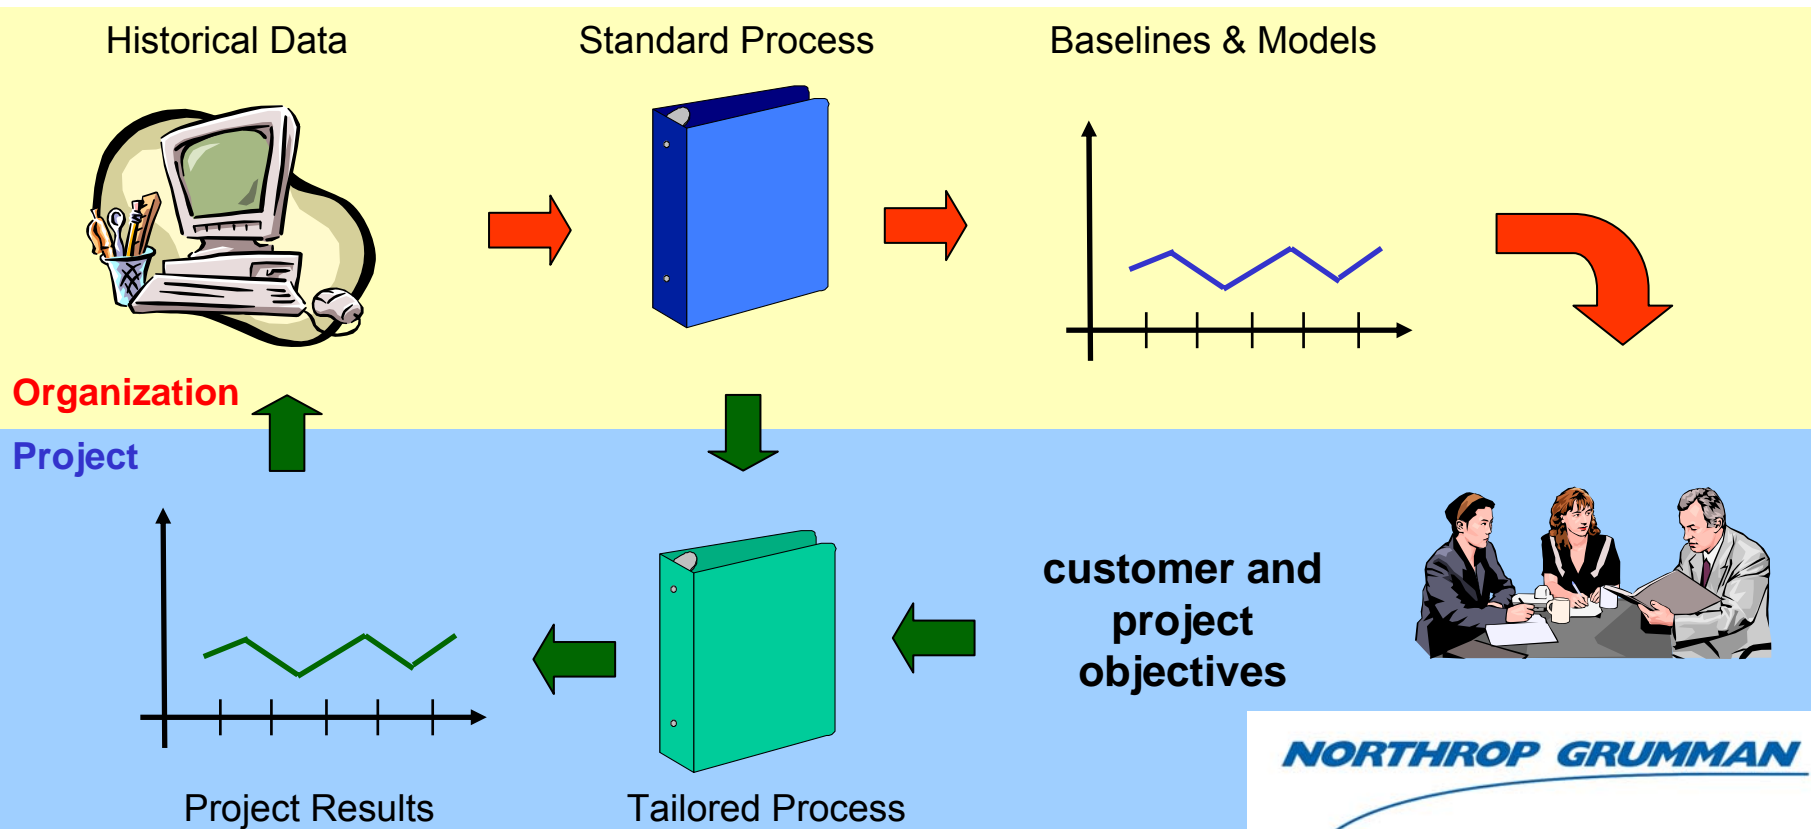 Historical Data
Standard Process
Baselines & Models
Organization
Project
customer and
project
objectives
NORTHROP GRUMMAN
Project Results
Tailored Process